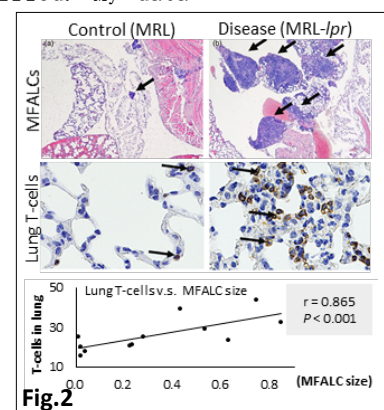 Control (MRL)
Disease (MRL-lpr)
(a)
(b)
MFALCs
Lung T-cells
Lung T-cells v.s. MFALC size
T-cells in lung
50
30
10
r = 0.865
P < 0.001
0.0 0.2 0.4 0.6 0.8 (MFALC size)
Fig.2